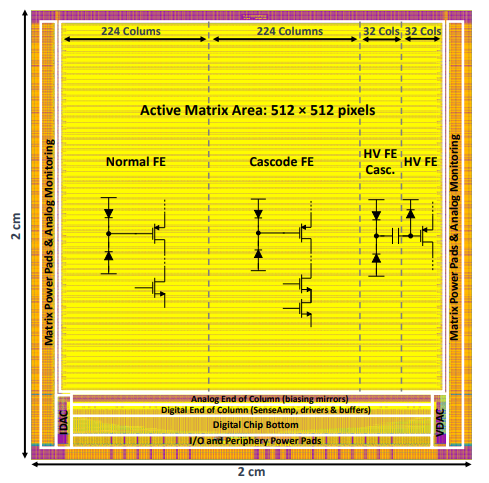 224 Colums
224 Columns
32 Cols
32 Cols
Active Matrix Area: 512 × 512 pixels
Normal FE
Cascode FE
HV FE
Casc.
HV FE
Matrix Power Pads & Analog Monitoring
Matrix Power Pads & Analog Monitoring
2 cm
Analog End of Column (biasing mirrors)
Digital End of Column (SenseAmp, drivers & buffers)
IDAC
VDAC
Digital Chip Bottom
I/O and Periphery Power Pads
2 cm